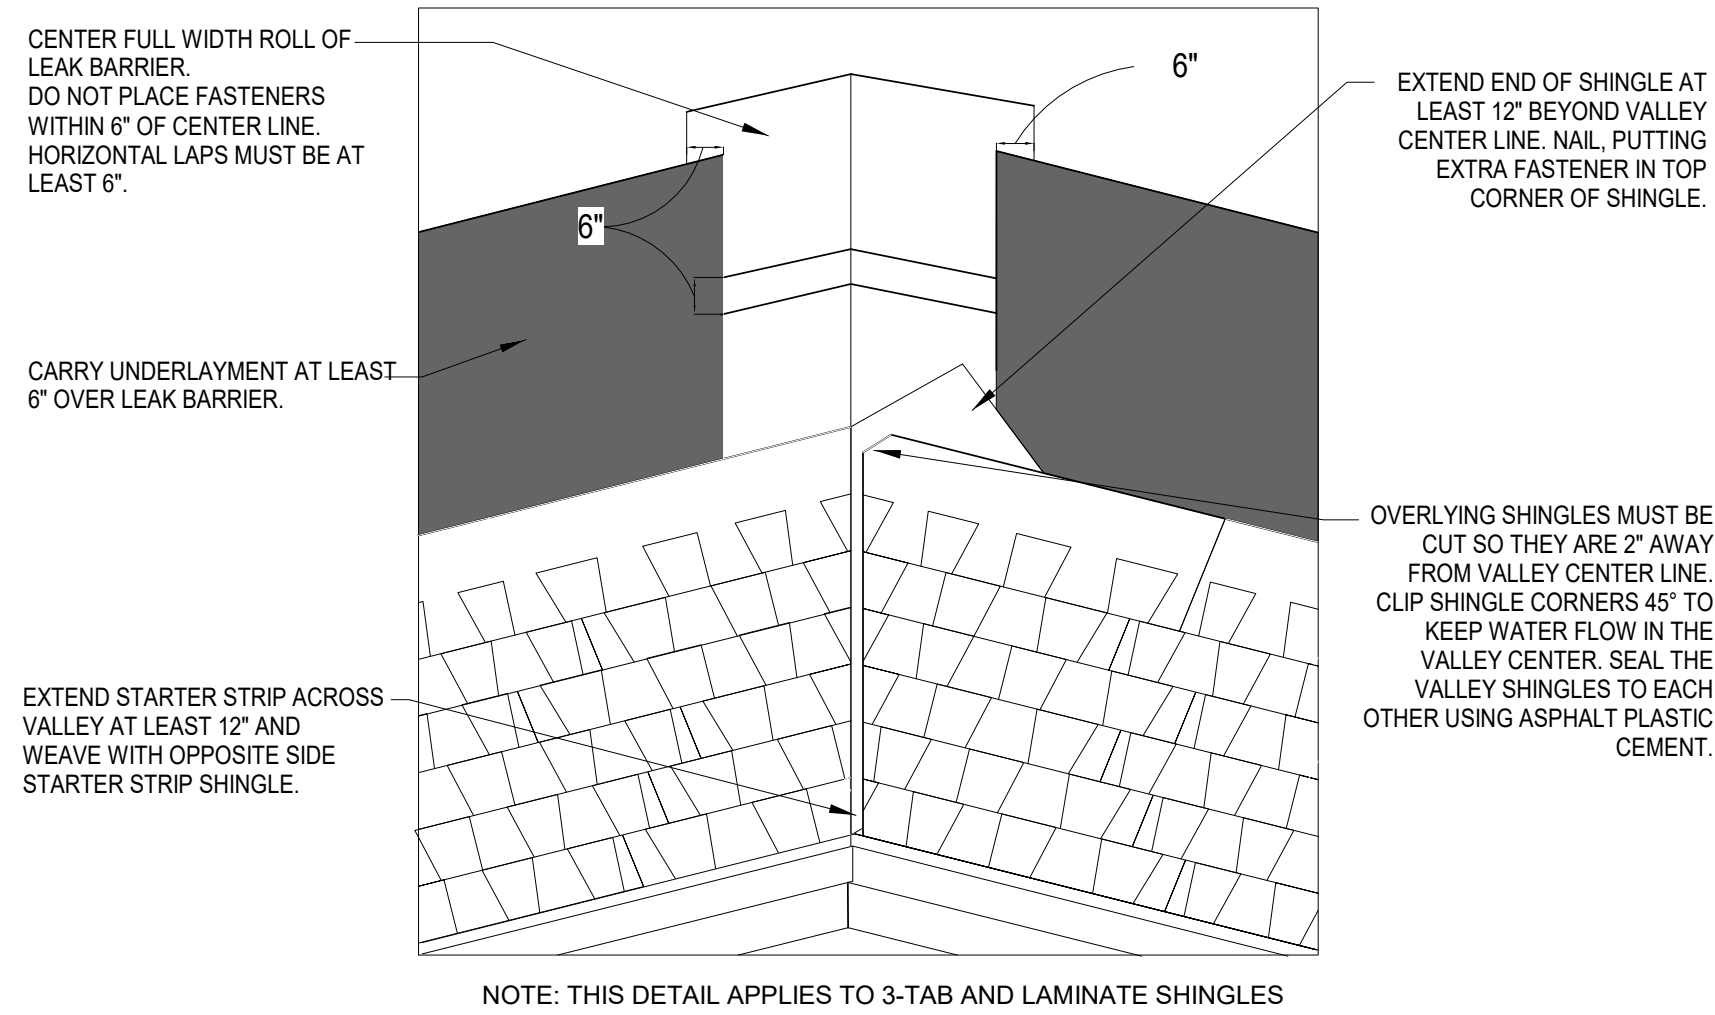 CENTER FULL WIDTH ROLL OF
LEAK BARRIER.
DO NOT PLACE FASTENERS
WITHIN 6" OF CENTER LINE.
HORIZONTAL LAPS MUST BE AT
LEAST 6".
6"
6"
EXTEND END OF SHINGLE AT
LEAST 12" BEYOND VALLEY
CENTER LINE. NAIL, PUTTING
EXTRA FASTENER IN TOP
CORNER OF SHINGLE.
CARRY UNDERLAYMENT AT LEAST
6" OVER LEAK BARRIER.
OVERLYING SHINGLES MUST BE
CUT SO THEY ARE 2" AWAY
FROM VALLEY CENTER LINE.
CLIP SHINGLE CORNERS 45° TO
KEEP WATER FLOW IN THE
VALLEY CENTER. SEAL THE
VALLEY SHINGLES TO EACH
OTHER USING ASPHALT PLASTIC
CEMENT.
EXTEND STARTER STRIP ACROSS
VALLEY AT LEAST 12" AND
WEAVE WITH OPPOSITE SIDE
STARTER STRIP SHINGLE.
NOTE: THIS DETAIL APPLIES TO 3-TAB AND LAMINATE SHINGLES